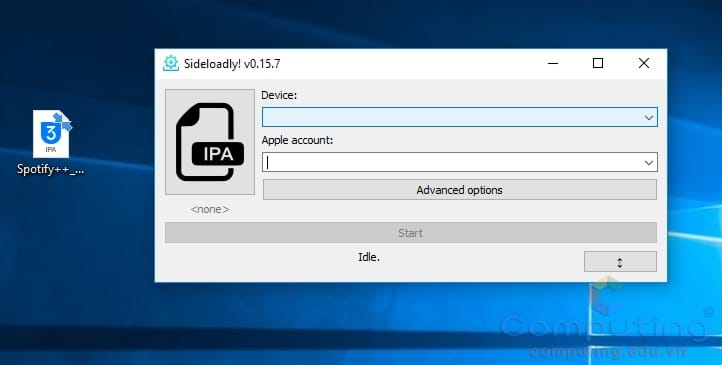 Sideloadly! v0.15.7
Device:
IPA
Apple account:
Advanced options
<none>
Start
Idle.
3
IPA
Spotify++_...
Computing®
computing.edu.vn